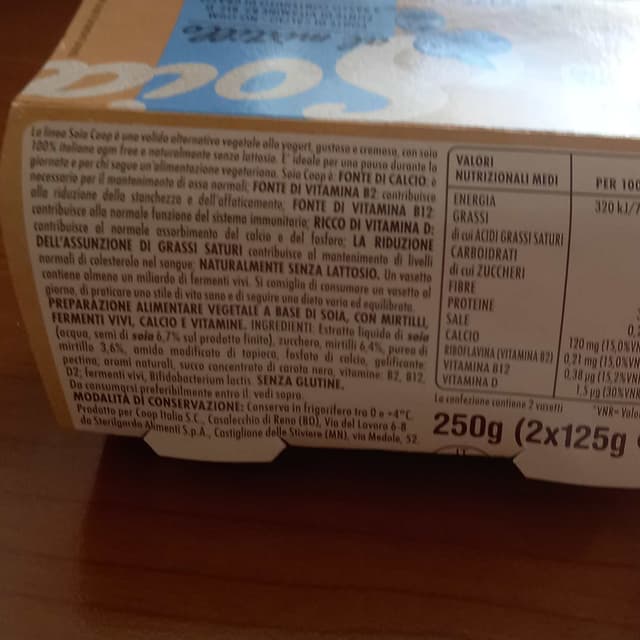 Soia
La linea Soia Coop è una valida alternativa vegetale allo yogurt, gustosa e cremosa, con soia
100% italiana ogm free e naturalmente senza lattosio. E' ideale per una pausa durante la
giornata e per chi segue un'alimentazione vegetariana. Soia Coop è: FONTE DI CALCIO: è
necessario per il mantenimento di ossa normali; FONTE DI VITAMINA B2: contribuisce
alla riduzione della stanchezza e dell'affaticamento; FONTE DI VITAMINA B12:
contribuisce alla normale funzione del sistema immunitario; RICCO DI VITAMINA D:
contribuisce al normale assorbimento del calcio e del fosforo; LA RIDUZIONE
DELL'ASSUNZIONE DI GRASSI SATURI contribuisce al mantenimento di livelli
normali di colesterolo nel sangue; NATURALMENTE SENZA LATTOSIO. Un vasetto
contiene almeno un miliardo di fermenti vivi. Si consiglia di consumare un vasetto al
giorno, di praticare uno stile di vita sano e di seguire una dieta varia ed equilibrata.
PREPARAZIONE ALIMENTARE VEGETALE A BASE DI SOIA, CON MIRTILLI,
FERMENTI VIVI, CALCIO E VITAMINE. INGREDIENTI: Estratto liquido di soia
(acqua, semi di soia 6,7% sul prodotto finito), zucchero, mirtilli 6,4%, purea di
mirtillo 3,6%, amido modificato di tapioca, fosfato di calcio, gelificante:
pectina, aromi naturali, succo concentrato di carota nera, vitamine: B2, B12,
D2; fermenti vivi, Bifidobacterium lactis. SENZA GLUTINE.
Da consumarsi preferibilmente entro il: vedi sopra.
MODALITÀ DI CONSERVAZIONE: Conserva in frigorifero tra 0 e +4°C.
Prodotto per Coop Italia S.C., Casalecchio di Reno (BO), Via del Lavoro 6-8
da Sterilgarda Alimenti S.p.A., Castiglione delle Stiviere (MN), via Medole, 52.
VALORI
NUTRIZIONALI MEDI PER 100
ENERGIA 320 kJ/7
GRASSI
di cui ACIDI GRASSI SATURI
CARBOIDRATI
di cui ZUCCHERI
FIBRE
PROTEINE
SALE
CALCIO 120 mg (15,0%VN
RIBOFLAVINA (VITAMINA B2) 0,21 mg (15,0%VN
VITAMINA B12 0,38 µg (15,2%VN
VITAMINA D 1,5 µg (30%VNR
La confezione contiene 2 vasetti *VNR= Valo
250g (2x125g